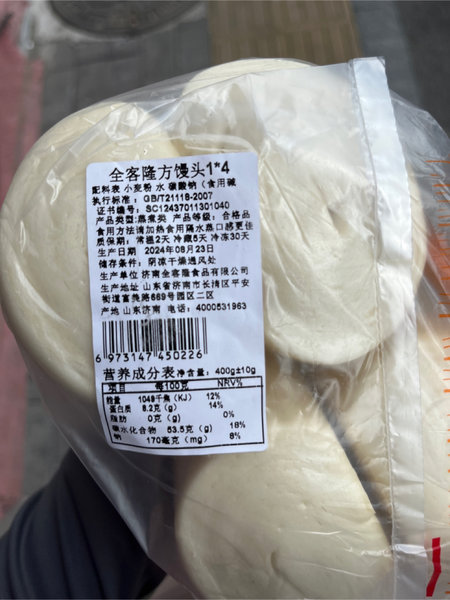 全客隆方馒头1*4
配料表 小麦粉 水 碳酸钠（食用碱
执行标准：GB/T21118-2007
证书编号：SC12437011301040
产品类型:蒸煮类 产品等级：合格品
食用方法请加热食用隔水蒸口感更佳
质保期：常温2天 冷藏5天 冷冻30天
生产日期 2024年08月23日
储存条件：阴凉干燥通风处
生产单位 济南全客隆食品有限公司
生产地址 山东省济南市长清区平安
街道富美路669号园区二区
产地 山东济南 电话：4000531963
6 973147 450226
营养成分表 净含量：400g±10g
项目 每100克 NRV%
能量 1049千焦（KJ） 12%
蛋白质 8.2克（g） 14%
脂肪 0克（g） 0%
碳水化合物 53.5克（g） 18%
钠 170毫克（mg） 8%